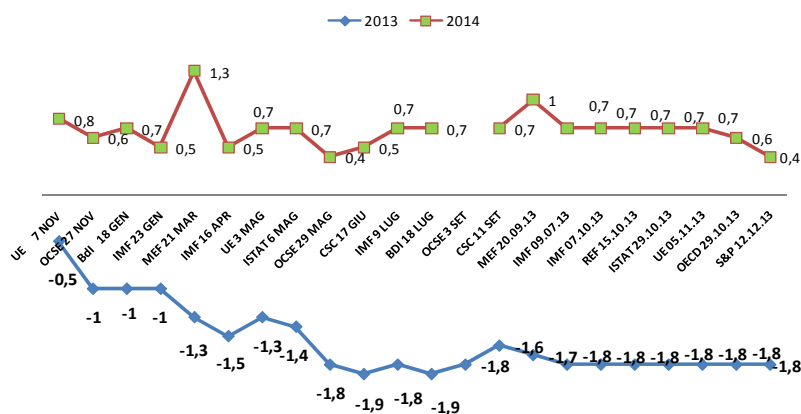 2013
2014
0,8
0,6
0,7
0,5
1,3
0,5
0,7
0,7
0,4
0,5
0,7
0,7
0,7
1
0,7
0,7
0,7
0,7
0,7
0,6
0,4
UE 7 NOV
OCSE 27 NOV
BdI 18 GEN
IMF 23 GEN
MEF 21 MAR
IMF 16 APR
UE 3 MAG
ISTAT 6 MAG
OCSE 29 MAG
CSC 17 GIU
IMF 9 LUG
BDI 18 LUG
OCSE 3 SET
CSC 11 SET
MEF 20.09.13
IMF 09.07.13
IMF 07.10.13
REF 15.10.13
ISTAT 29.10.13
UE 05.11.13
OECD 29.10.13
S&P 12.12.13
-0,5
-1
-1
-1
-1,3
-1,5
-1,3
-1,4
-1,8
-1,9
-1,8
-1,9
-1,8
-1,6
-1,7
-1,8
-1,8
-1,8
-1,8
-1,8
-1,8
-1,8